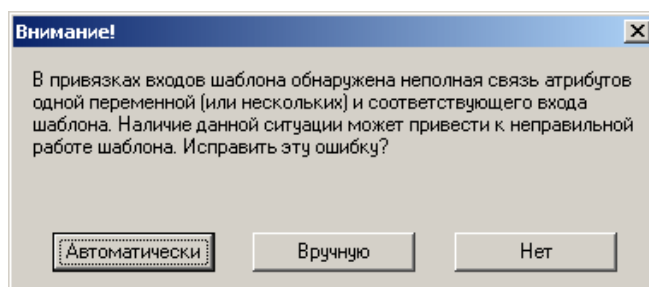 Внимание!
В привязках входов шаблона обнаружена неполная связь атрибутов
одной переменной (или нескольких) и соответствующего входа
шаблона. Наличие данной ситуации может привести к неправильной
работе шаблона. Исправить эту ошибку?
Автоматически Вручную Нет